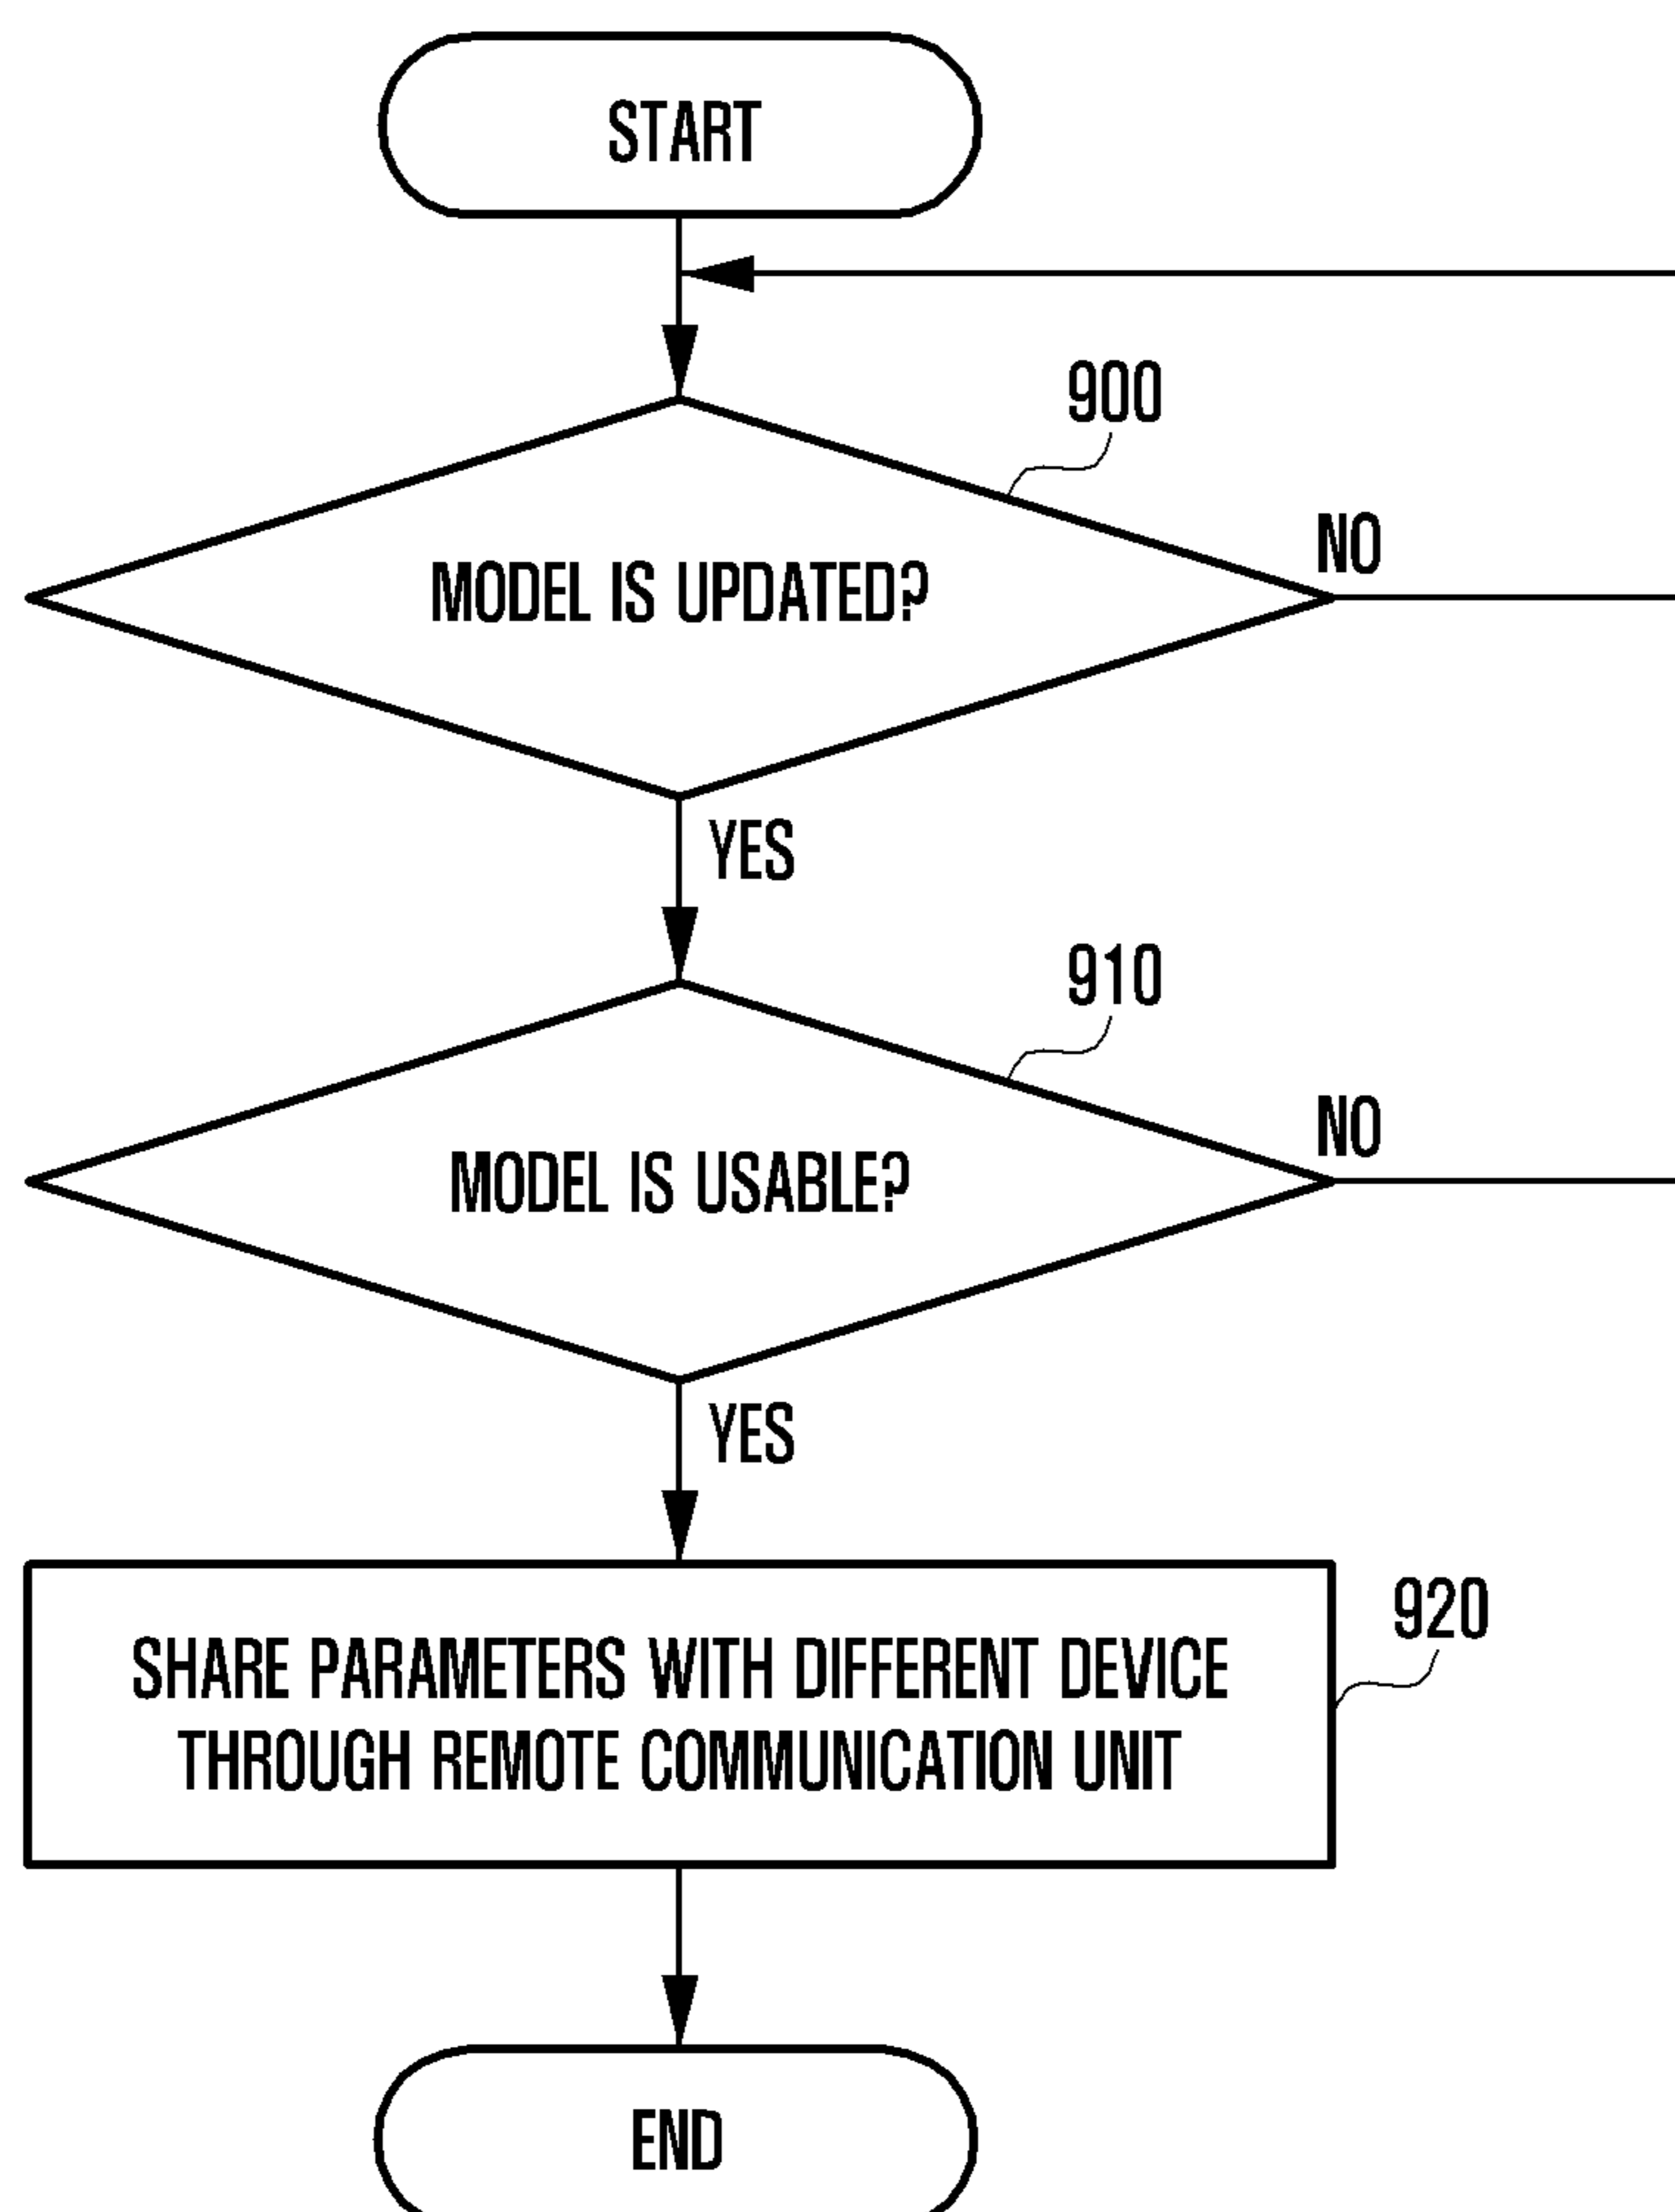 START
900
NO
MODEL IS UPDATED?
YES
910
NO
MODEL IS USABLE?
YES
920
SHARE PARAMETERS WITH DIFFERENT DEVICE
THROUGH REMOTE COMMUNICATION UNIT
END